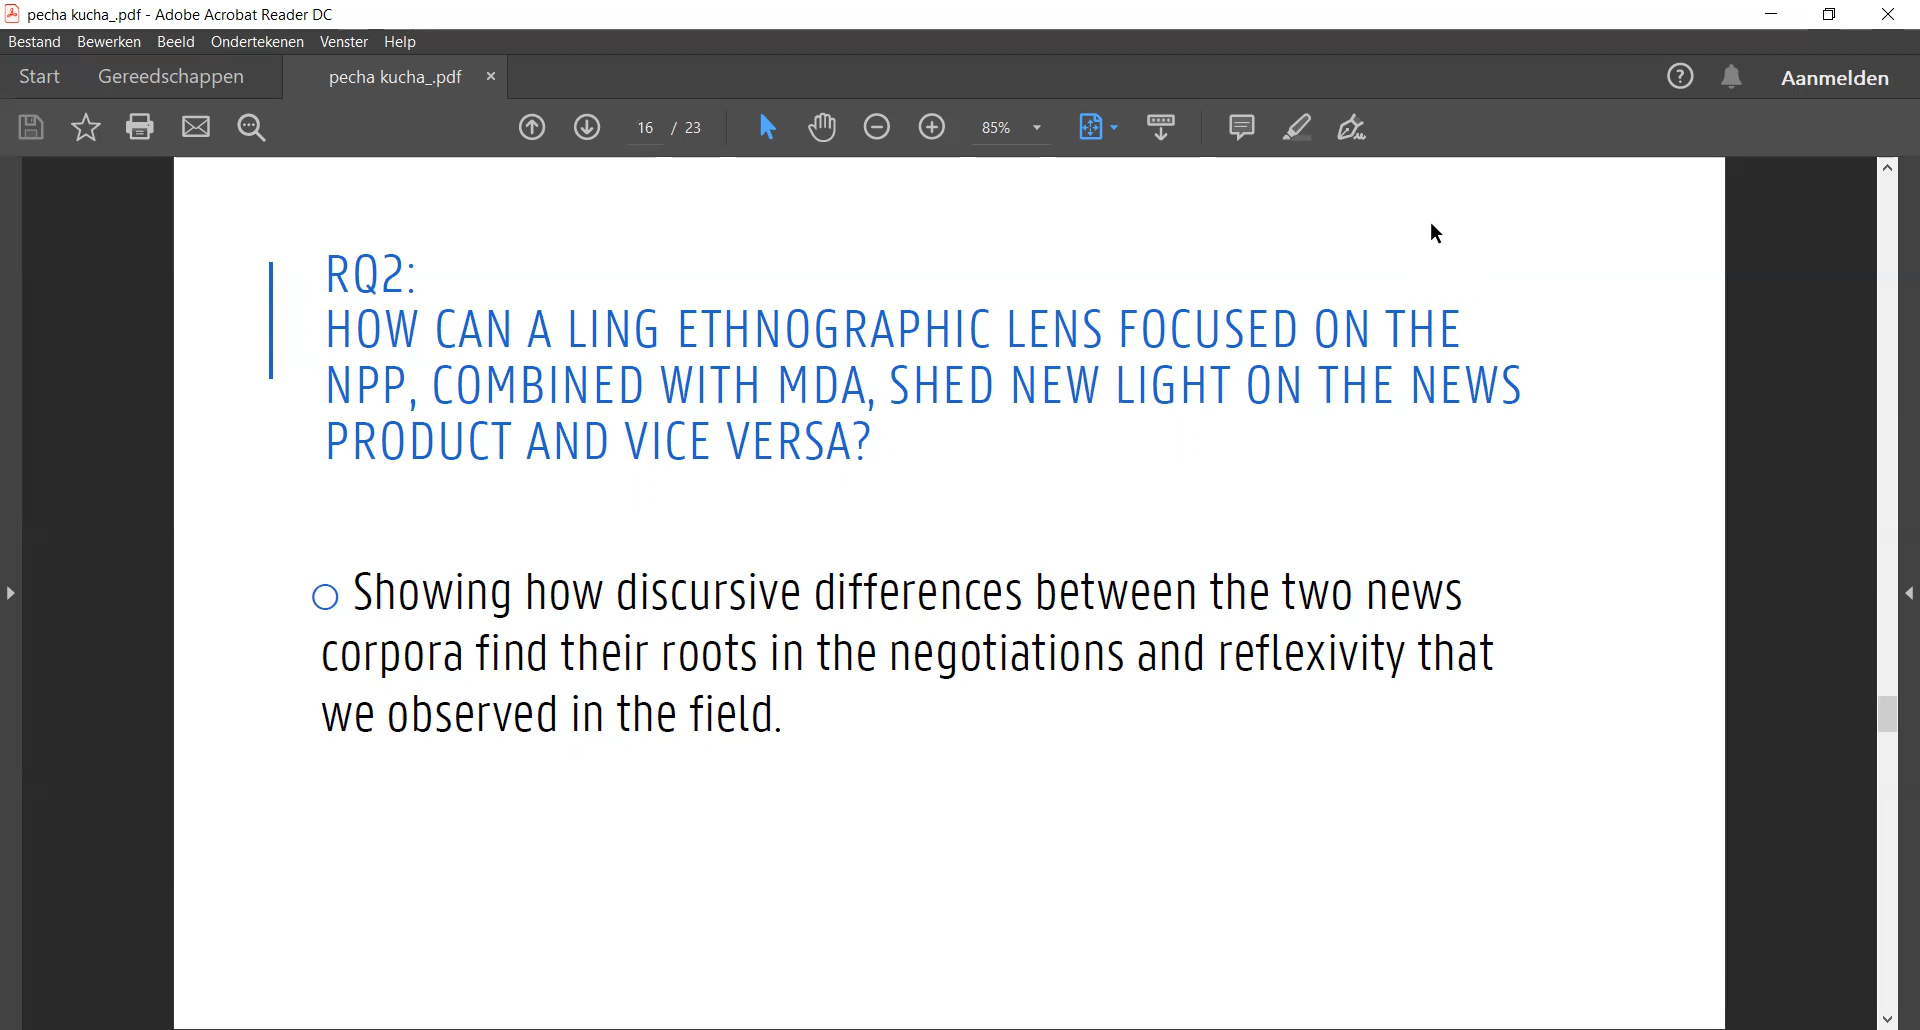 pecha kucha_.pdf - Adobe Acrobat Reader DC
Bestand Bewerken Beeld Ondertekenen Venster Help
Start Gereedschappen pecha kucha_.pdf × Aanmelden
16 / 23 85%
RQ2:
HOW CAN A LING ETHNOGRAPHIC LENS FOCUSED ON THE
NPP, COMBINED WITH MDA, SHED NEW LIGHT ON THE NEWS
PRODUCT AND VICE VERSA?
Showing how discursive differences between the two news
corpora find their roots in the negotiations and reflexivity that
we observed in the field.